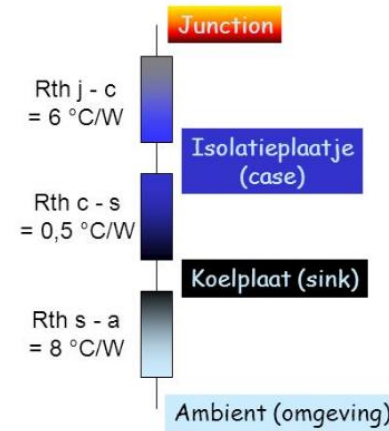 Junction
Rth j - c
= 6 °C/W
Isolatieplaatje
(case)
Rth c - s
= 0,5 °C/W
Koelplaat (sink)
Rth s - a
= 8 °C/W
Ambient (omgeving)